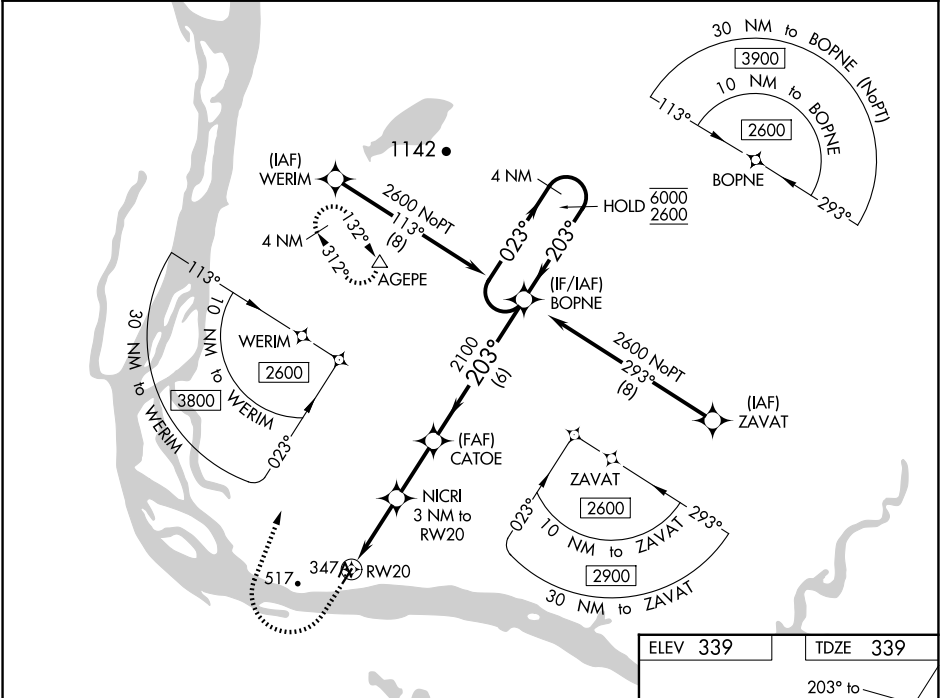 30 NM to BOPNE (NoPT)
3900
10 NM to BOPNE
2600
113°
BOPNE
293°
1142
(IAF)
WERIM
2600 NoPT
113°
(8)
4 NM
HOLD 6000
2600
023°
203°
4 NM
132°
312°
AGEPE
(IF/IAF)
BOPNE
113°
10 NM to WERIM
WERIM
2600
30 NM to WERIM
3800
023°
2100
203°
(6)
2600 NoPT
293°
(8)
(IAF)
ZAVAT
(FAF)
CATOE
NICRI
3 NM to
RW20
ZAVAT
2600
023°
293°
10 NM to ZAVAT
2900
30 NM to ZAVAT
517
347
RW20
ELEV 339
TDZE 339
203° to